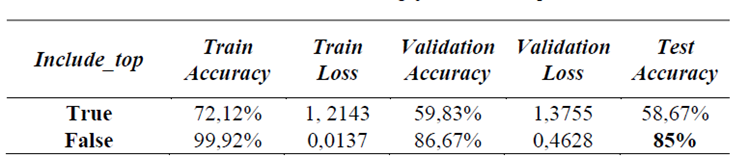 Include_top Train Accuracy Train Loss Validation Accuracy Validation Loss Test Accuracy
True 72,12% 1, 2143 59,83% 1,3755 58,67%
False 99,92% 0,0137 86,67% 0,4628 85%